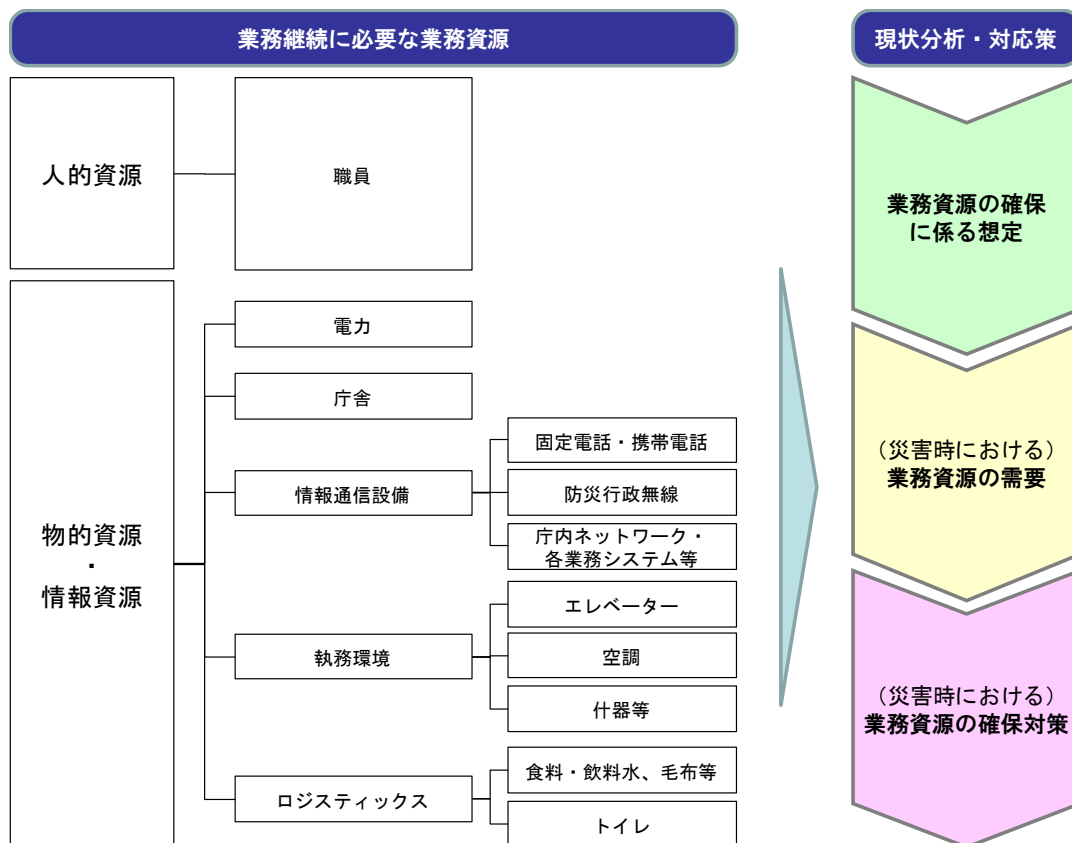 業務継続に必要な業務資源
現状分析・対応策
人的資源
職員
物的資源
・
情報資源
電力
庁舎
情報通信設備
固定電話・携帯電話
防災行政無線
庁内ネットワーク・
各業務システム等
執務環境
エレベーター
空調
什器等
ロジスティックス
食料・飲料水、毛布等
トイレ
業務資源の確保
に係る想定
（災害時における）
業務資源の需要
（災害時における）
業務資源の確保対策